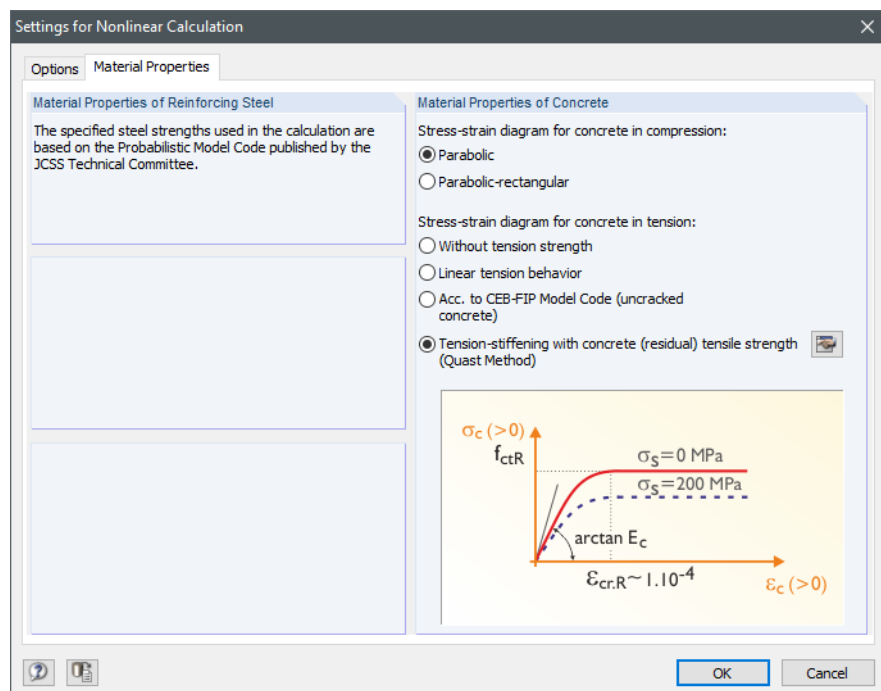 Settings for Nonlinear Calculation
Options
Material Properties
Material Properties of Reinforcing Steel
The specified steel strengths used in the calculation are
based on the Probabilistic Model Code published by the
JCSS Technical Committee.
Material Properties of Concrete
Stress-strain diagram for concrete in compression:
Parabolic
Parabolic-rectangular
Stress-strain diagram for concrete in tension:
Without tension strength
Linear tension behavior
Acc. to CEB-FIP Model Code (uncracked
concrete)
Tension-stiffening with concrete (residual) tensile strength
(Quast Method)
σc (>0)
fctR
σS=0 MPa
σS=200 MPa
arctan Ec
εcr.R~ 1.10-4
εc (>0)
OK
Cancel